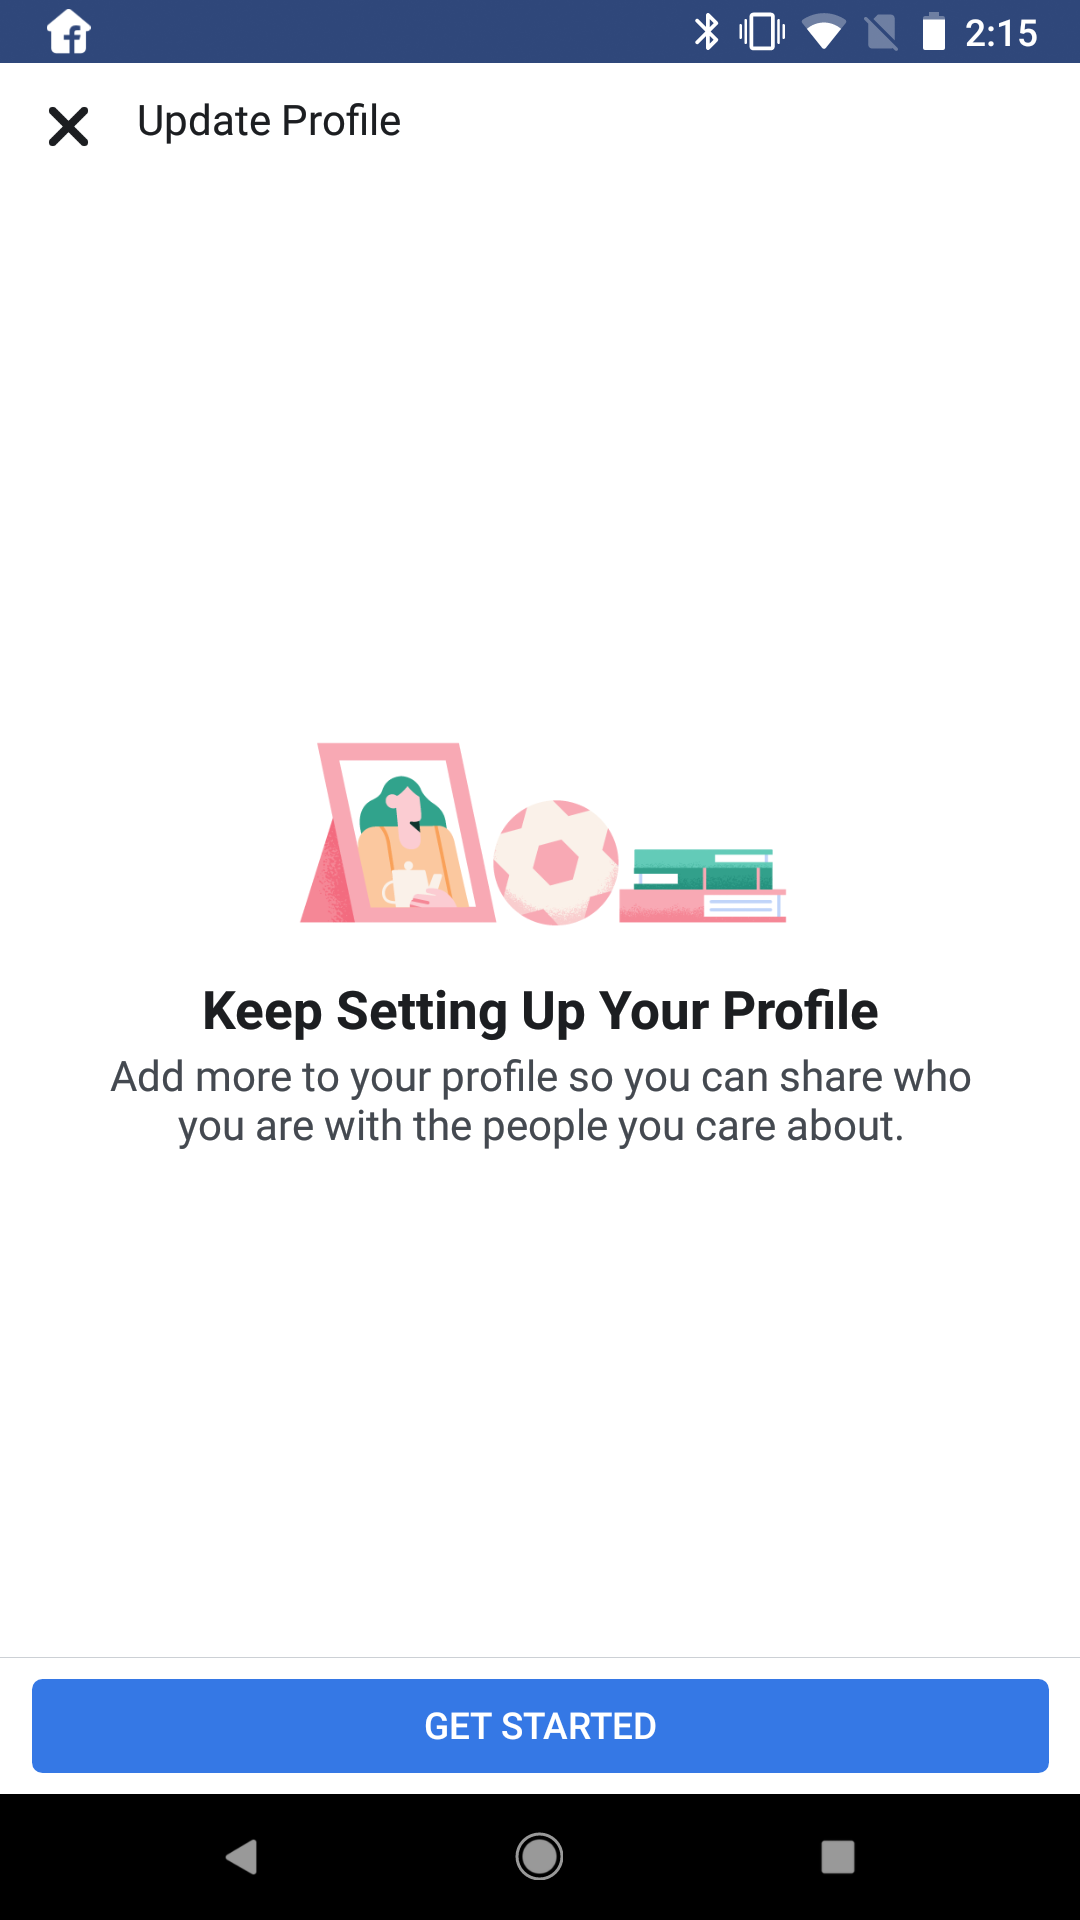 2:15
Update Profile
Keep Setting Up Your Profile
Add more to your profile so you can share who
you are with the people you care about.
GET STARTED